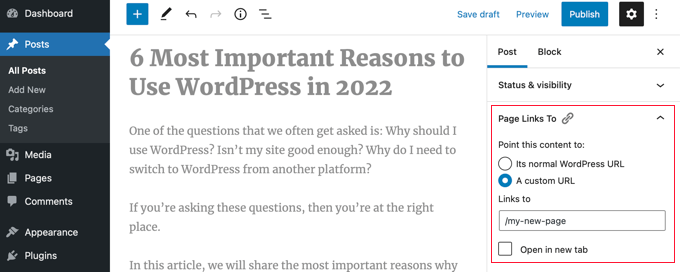 Dashboard
Posts
All Posts
Add New
Categories
Tags
Media
Pages
Comments
Appearance
Plugins
Save draft
Preview
Publish
6 Most Important Reasons to
Use WordPress in 2022
One of the questions that we often get asked is: Why should I
use WordPress? Isn’t my site good enough? Why do I need to
switch to WordPress from another platform?
If you’re asking these questions, then you’re at the right
place.
In this article, we will share the most important reasons why
Post Block
Status & visibility
Page Links To
Point this content to:
Its normal WordPress URL
A custom URL
Links to
/my-new-page
Open in new tab